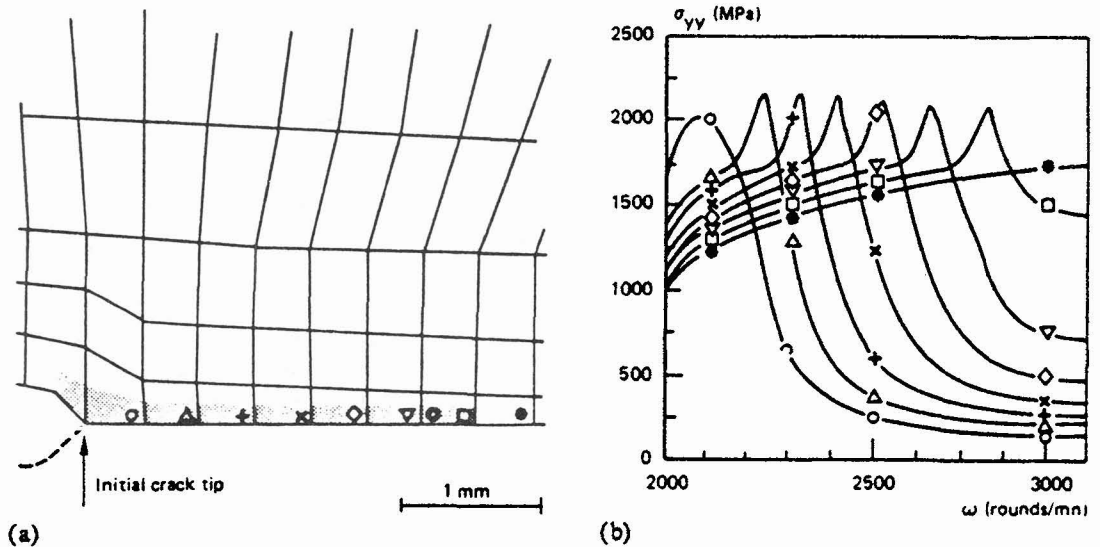 Initial crack tip
1 mm
(a)
σyy (MPa)
2500
2000
1500
1000
500
0
2000
2500
3000
ω (rounds/mn)
(b)